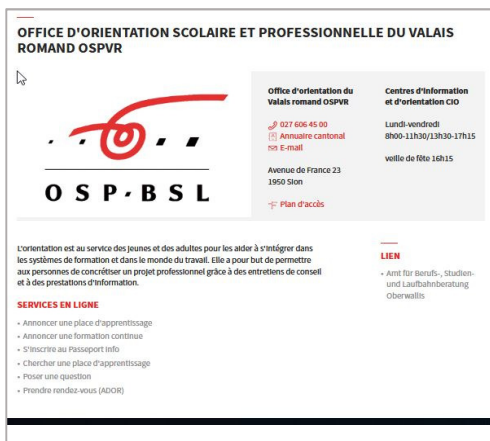 OFFICE D'ORIENTATION SCOLAIRE ET PROFESSIONNELLE DU VALAIS
ROMAND OSPVR
OSP-BSL
Office d'orientation du
Valais romand OSPVR
027 606 45 00
Annuaire cantonal
E-mail
Avenue de France 23
1950 Sion
Plan d'accès
Centres d'information
et d'orientation CIO
Lundi-vendredi
8h00-11h30/13h30-17h15
veille de fête 16h15
L'orientation est au service des jeunes et des adultes pour les aider à s'intégrer dans
les systèmes de formation et dans le monde du travail. Elle a pour but de permettre
aux personnes de concrétiser un projet professionnel grâce à des entretiens de conseil
et à des prestations d'information.
SERVICES EN LIGNE
• Annoncer une place d'apprentissage
• Annoncer une formation continue
• S'inscrire au Passeport Info
• Chercher une place d'apprentissage
• Poser une question
• Prendre rendez-vous (ADOR)
LIEN
• Amt für Berufs-, Studien-
und Laufbahnberatung
Oberwallis